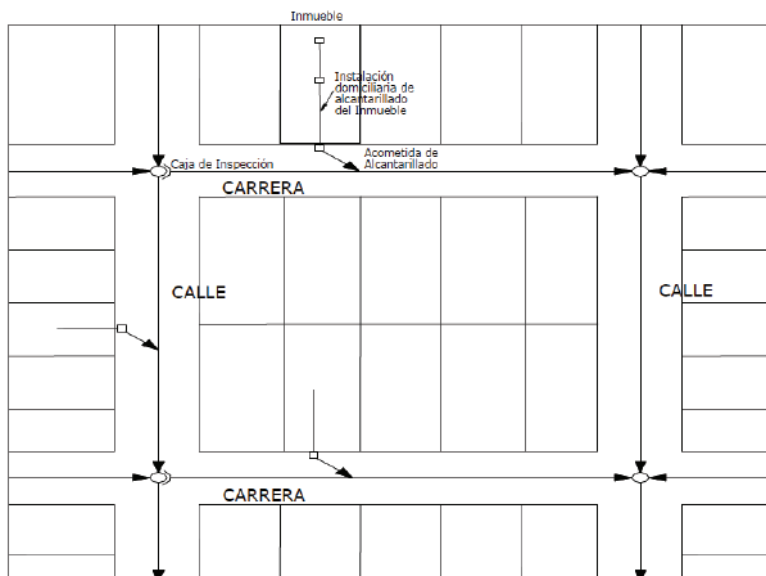 Inmueble
Instalación
domiciliaria de
alcantarillado
del Inmueble
Caja de Inspección
Acometida de
Alcantarillado
CARRERA
CALLE
CALLE
CARRERA